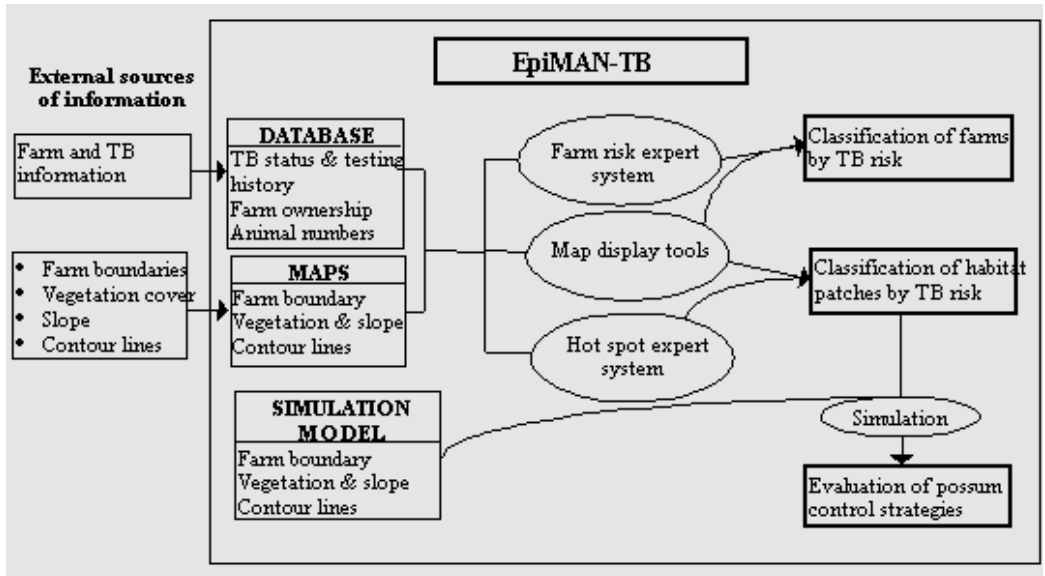 EpiMAN-TB
External sources
of information
Farm and TB
information
• Farm boundaries
• Vegetation cover
• Slope
• Contour lines
DATABASE
TB status & testing
history
Farm ownership
Animal numbers
MAPS
Farm boundary
Vegetation & slope
Contour lines
SIMULATION
MODEL
Farm boundary
Vegetation & slope
Contour lines
Farm risk expert
system
Map display tools
Hot spot expert
system
Classification of farms
by TB risk
Classification of habitat
patches by TB risk
Simulation
Evaluation of possum
control strategies